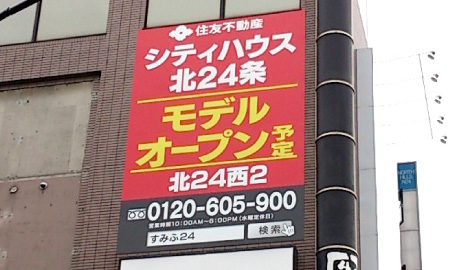 住友不動産
シティハウス
北24条
モデル
オープン予定
北24西2
0120-605-900
営業時間10:00AM～6:00PM(水曜定休日)
すみふ24 検索
NORTH